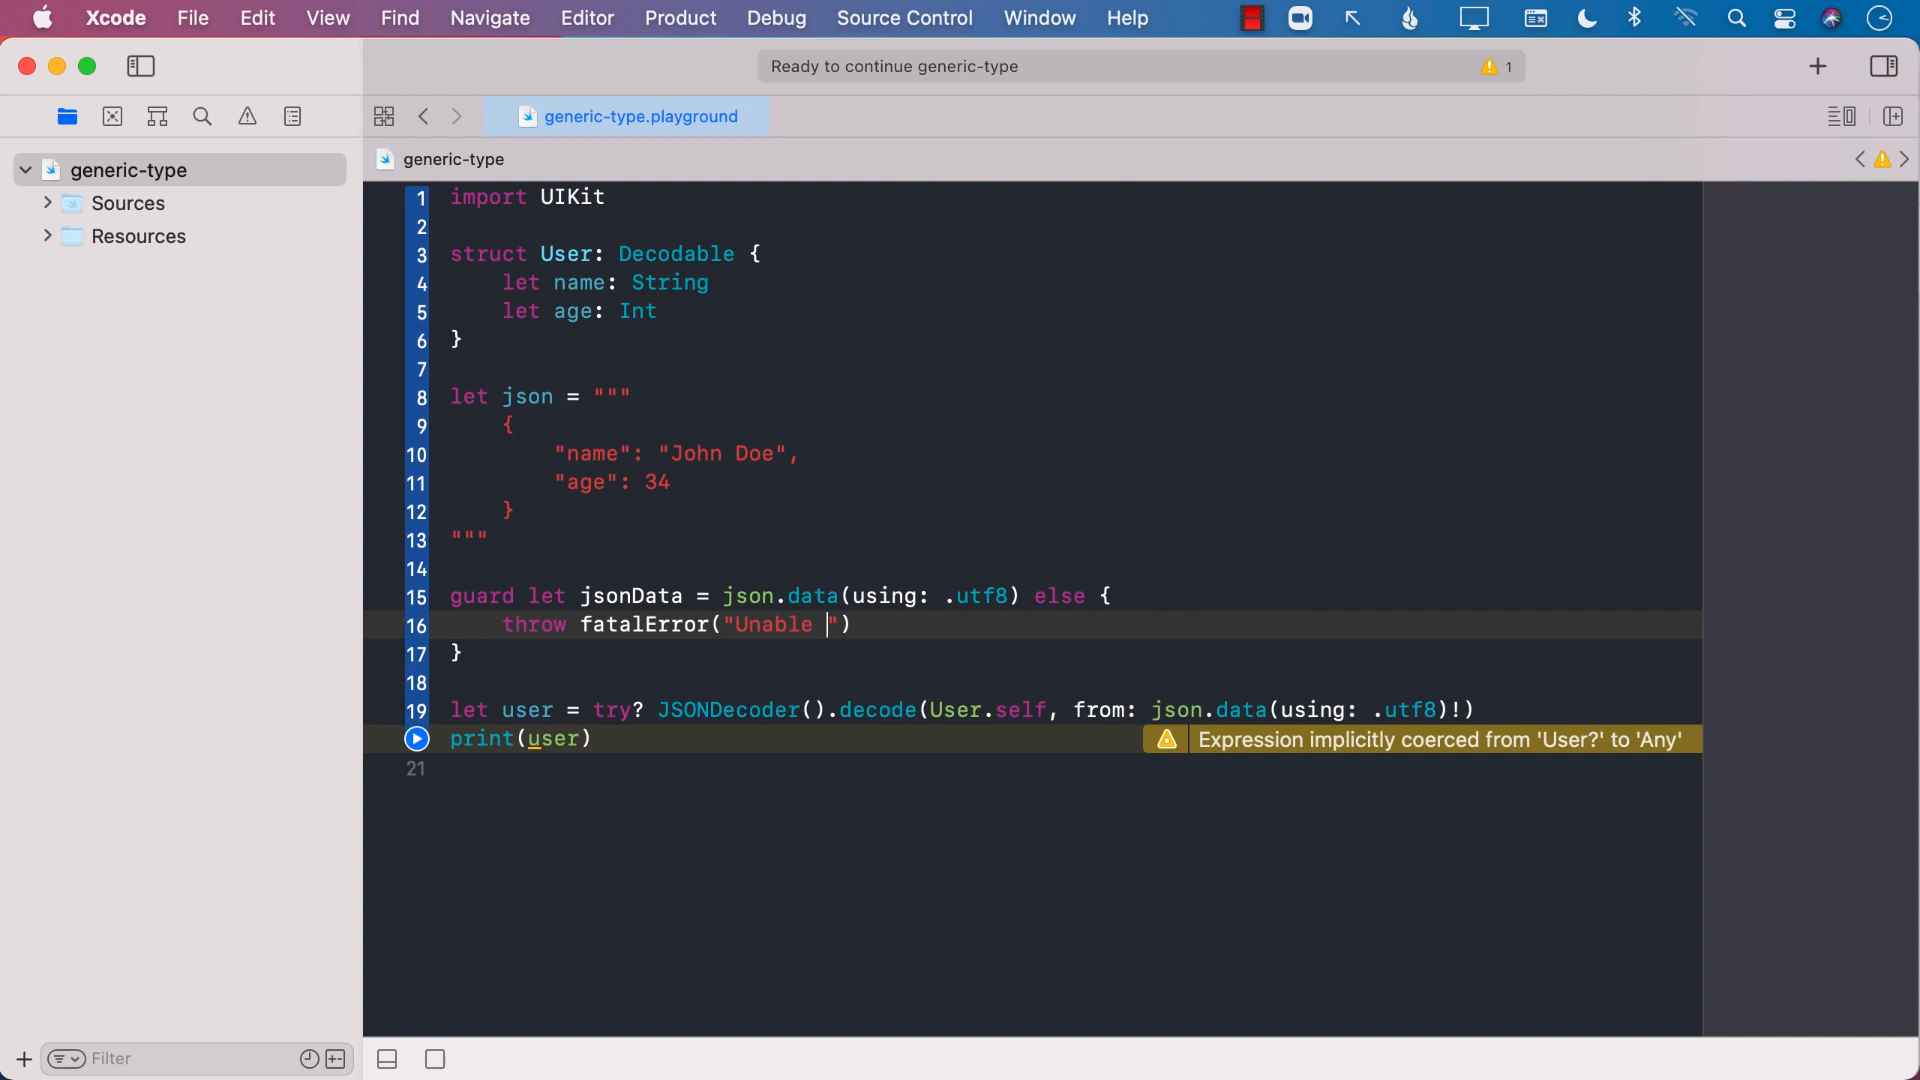 Xcode File Edit View Find Navigate Editor Product Debug Source Control Window Help
Ready to continue generic-type 1
generic-type.playground
generic-type
generic-type
Sources
Resources
1 import UIKit
2
3 struct User: Decodable {
4 let name: String
5 let age: Int
6 }
7
8 let json = """
9 {
10 "name": "John Doe",
11 "age": 34
12 }
13 """
14
15 guard let jsonData = json.data(using: .utf8) else {
16 throw fatalError("Unable ")
17 }
18
19 let user = try? JSONDecoder().decode(User.self, from: json.data(using: .utf8)!)
print(user) Expression implicitly coerced from 'User?' to 'Any'
21
Filter